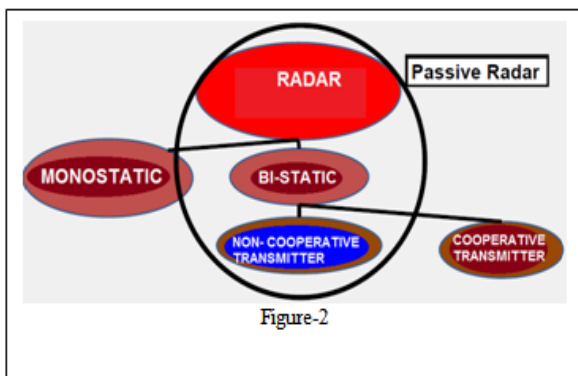 RADAR
Passive Radar
MONOSTATIC
BI-STATIC
NON- COOPERATIVE
TRANSMITTER
COOPERATIVE
TRANSMITTER
Figure-2